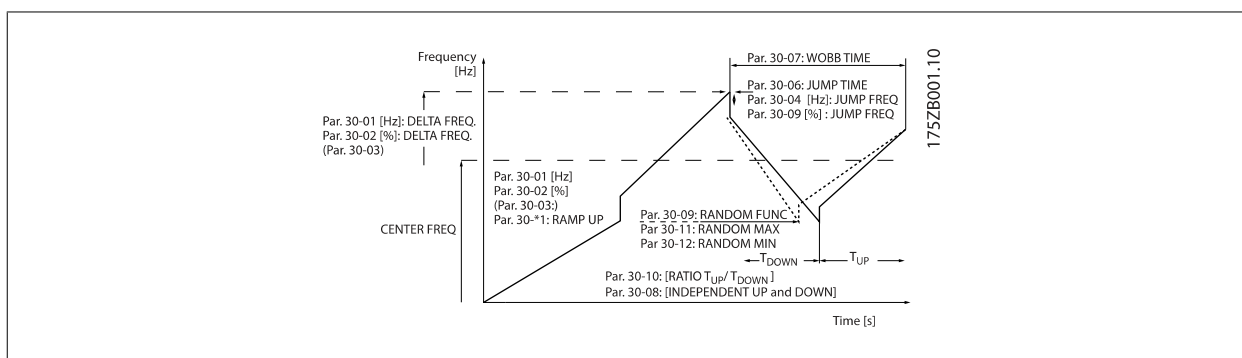 Frequency
[Hz]
Par. 30-07: WOBB TIME
Par. 30-06: JUMP TIME
Par. 30-04 [Hz]: JUMP FREQ
Par. 30-09 [%] : JUMP FREQ
175ZB001.10
Par. 30-01 [Hz]: DELTA FREQ.
Par. 30-02 [%]: DELTA FREQ.
(Par. 30-03)
Par. 30-01 [Hz]
Par. 30-02 [%]
(Par. 30-03:)
Par. 30-*1: RAMP UP
CENTER FREQ
Par. 30-09: RANDOM FUNC
Par 30-11: RANDOM MAX
Par 30-12: RANDOM MIN
TDOWN TUP
Par. 30-10: [RATIO TUP/ TDOWN ]
Par. 30-08: [INDEPENDENT UP and DOWN]
Time [s]